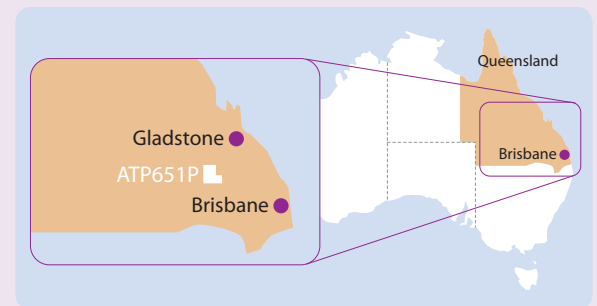 Queensland
Gladstone
ATP651P
Brisbane
Brisbane